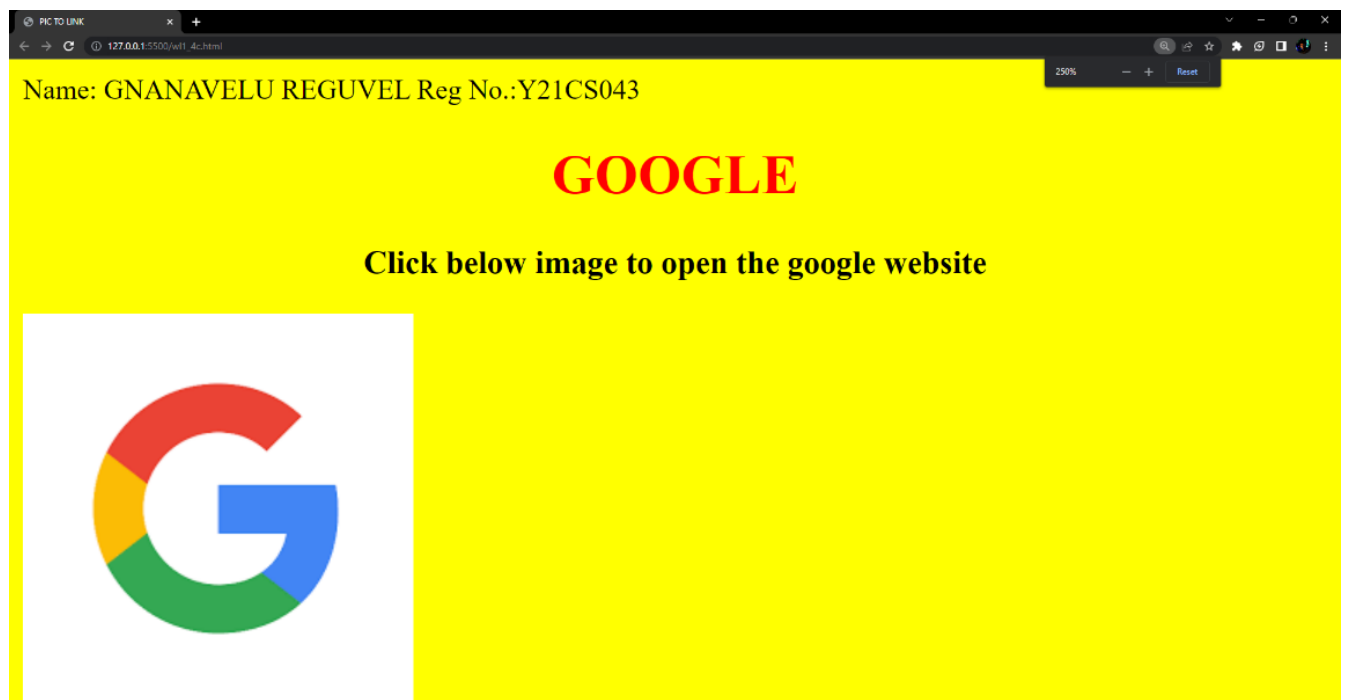 PIC TO LINK
127.0.0.1:5500/wl1_4c.html
250%
Reset
Name: GNANAVELU REGUVEL Reg No.:Y21CS043
GOOGLE
Click below image to open the google website
G